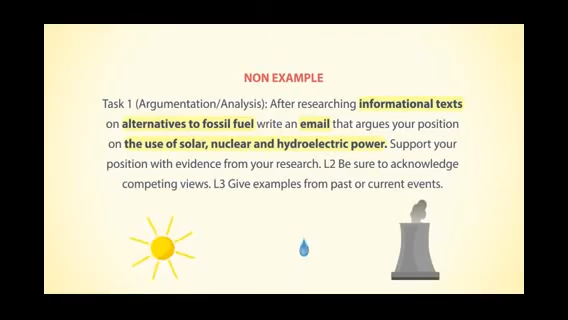 NON EXAMPLE
Task 1 (Argumentation/Analysis): After researching informational texts
on alternatives to fossil fuel write an email that argues your position
on the use of solar, nuclear and hydroelectric power. Support your
position with evidence from your research. L2 Be sure to acknowledge
competing views. L3 Give examples from past or current events.